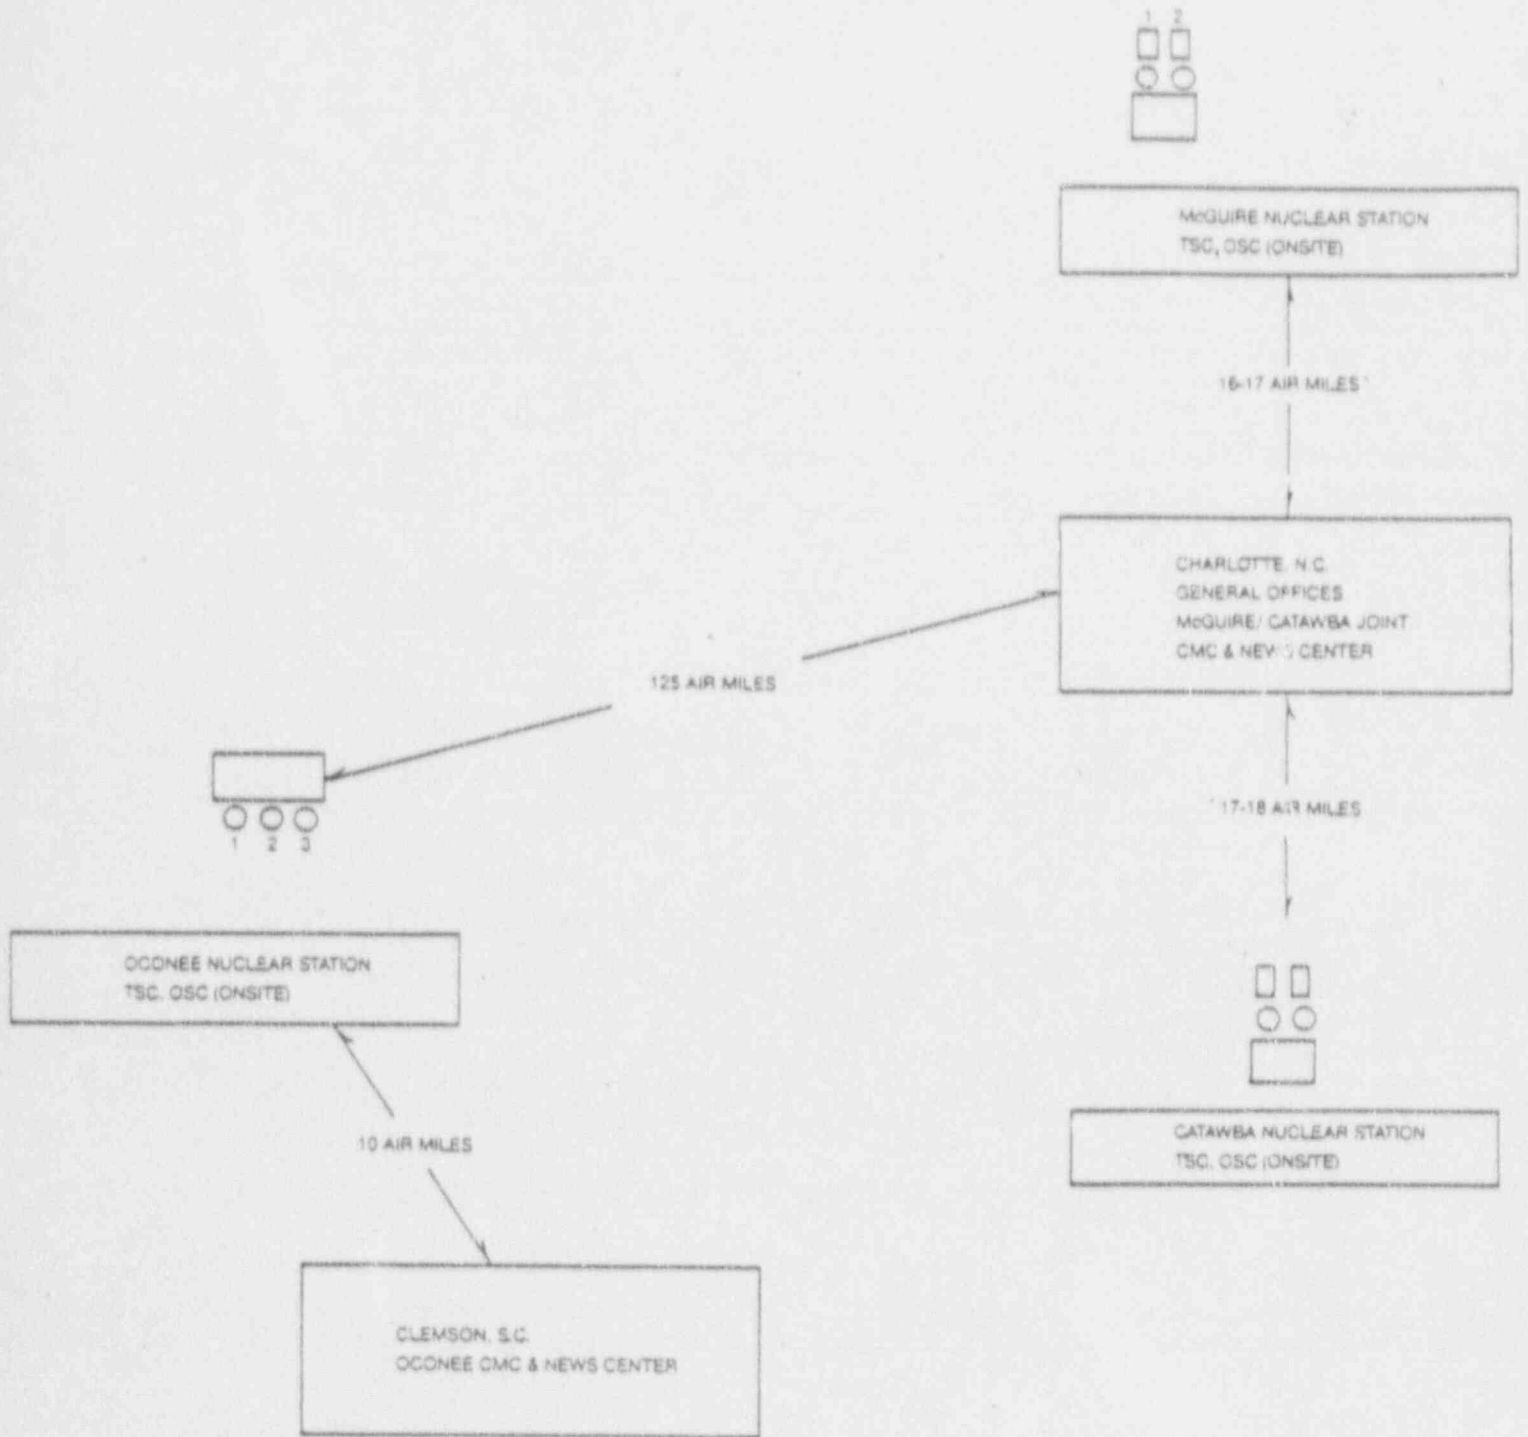 1 2
McGUIRE NUCLEAR STATION
TSC, OSC (ONSITE)
16-17 AIR MILES
CHARLOTTE, N.C.
GENERAL OFFICES
McGUIRE/ CATAWBA JOINT
CMC & NEWS CENTER
125 AIR MILES
1 2 3
17-18 AIR MILES
OCONEE NUCLEAR STATION
TSC, OSC (ONSITE)
10 AIR MILES
CATAWBA NUCLEAR STATION
TSC, OSC (ONSITE)
CLEMSON, S.C.
OCONEE CMC & NEWS CENTER